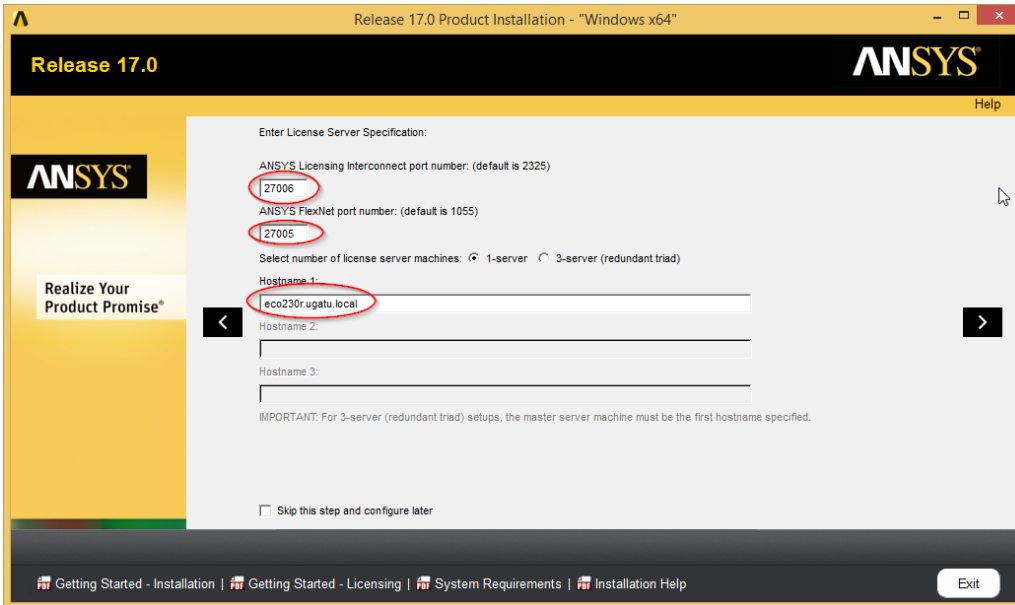 Release 17.0 Product Installation - "Windows x64"
Release 17.0
ANSYS®
Help
ANSYS®
Realize Your
Product Promise®
Enter License Server Specification:
ANSYS Licensing Interconnect port number: (default is 2325)
27006
ANSYS FlexNet port number: (default is 1055)
27005
Select number of license server machines: 1-server 3-server (redundant triad)
Hostname 1:
eco230r.ugatu.local
Hostname 2:
Hostname 3:
IMPORTANT: For 3-server (redundant triad) setups, the master server machine must be the first hostname specified.
Skip this step and configure later
PDF Getting Started - Installation | PDF Getting Started - Licensing | PDF System Requirements | PDF Installation Help
Exit